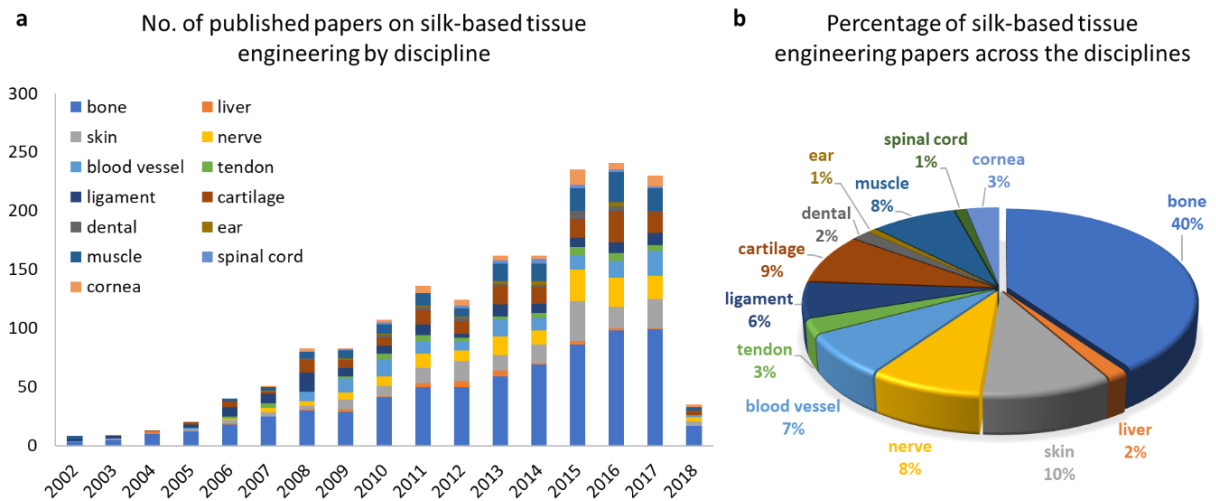 a
No. of published papers on silk-based tissue
engineering by discipline
300
250
200
150
100
50
0
bone
liver
skin
nerve
blood vessel
tendon
ligament
cartilage
dental
ear
muscle
spinal cord
cornea
2002
2003
2004
2005
2006
2007
2008
2009
2010
2011
2012
2013
2014
2015
2016
2017
2018
b
Percentage of silk-based tissue
engineering papers across the disciplines
bone
40%
liver
2%
skin
10%
nerve
8%
blood vessel
7%
tendon
3%
ligament
6%
cartilage
9%
dental
2%
ear
1%
muscle
8%
spinal cord
1%
cornea
3%